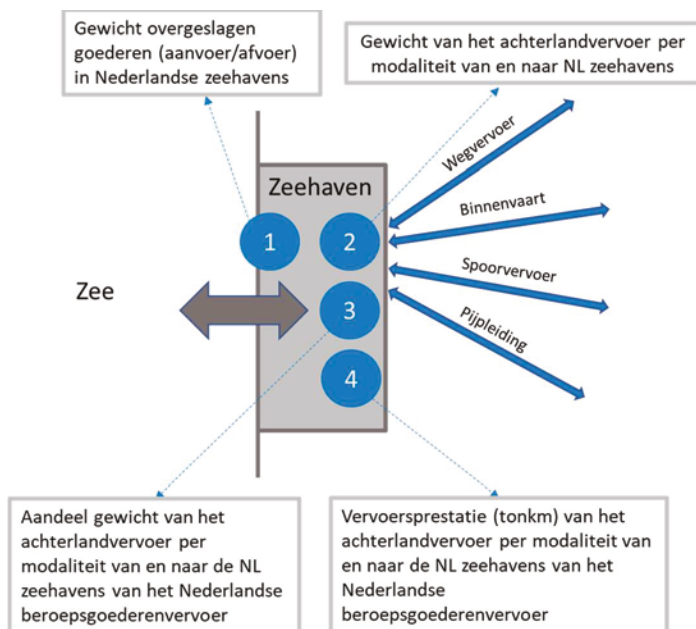 Gewicht overgeslagen
goederen (aanvoer/afvoer)
in Nederlandse zeehavens
Gewicht van het achterlandvervoer per
modaliteit van en naar NL zeehavens
Wegvervoer
Zeehaven
Binnenvaart
1
2
Spoorvervoer
Zee
3
Pijpleiding
4
Aandeel gewicht van het
achterlandvervoer per
modaliteit van en naar de NL
zeehavens van het Nederlandse
beroepsgoederenvervoer
Vervoersprestatie (tonkm) van het
achterlandvervoer per modaliteit van
en naar de NL zeehavens van het
Nederlandse
beroepsgoederenvervoer